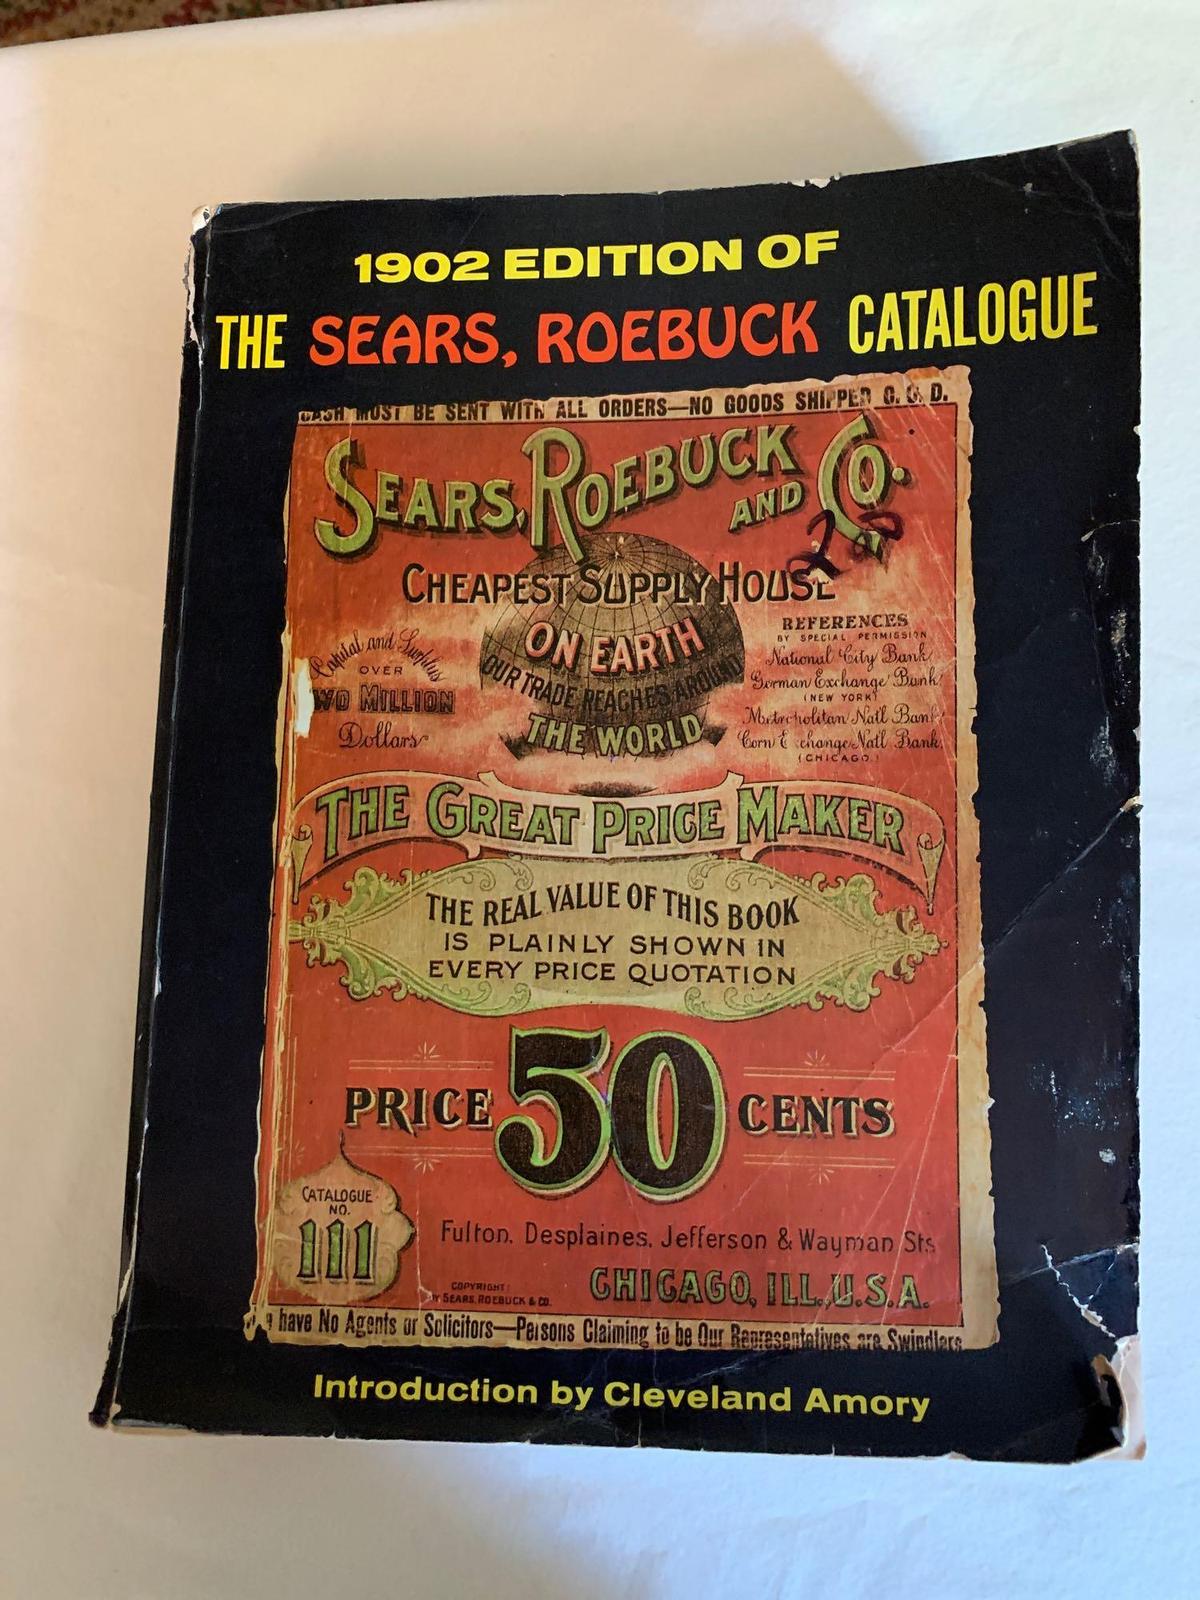 1902 EDITION OF
THE SEARS, ROEBUCK CATALOGUE
CASH MUST BE SENT WITH ALL ORDERS—NO GOODS SHIPPED C. O. D.
SEARS, ROEBUCK AND CO.
CHEAPEST SUPPLY HOUSE
ON EARTH
OUR TRADE REACHES AROUND
THE WORLD
Capital and Surplus
OVER
TWO MILLION
Dollars
REFERENCES
BY SPECIAL PERMISSION
National City Bank
German Exchange Bank
(NEW YORK)
Metropolitan Nat'l Bank
Corn Exchange Natl Bank
(CHICAGO.)
THE GREAT PRICE MAKER
THE REAL VALUE OF THIS BOOK
IS PLAINLY SHOWN IN
EVERY PRICE QUOTATION
PRICE 50 CENTS
CATALOGUE
NO.
111
Fulton, Desplaines, Jefferson & Wayman Sts
COPYRIGHT:
BY SEARS, ROEBUCK & CO.
CHICAGO, ILL., U.S.A.
have No Agents or Solicitors—Persons Claiming to be Our Representatives are Swindlers
Introduction by Cleveland Amory